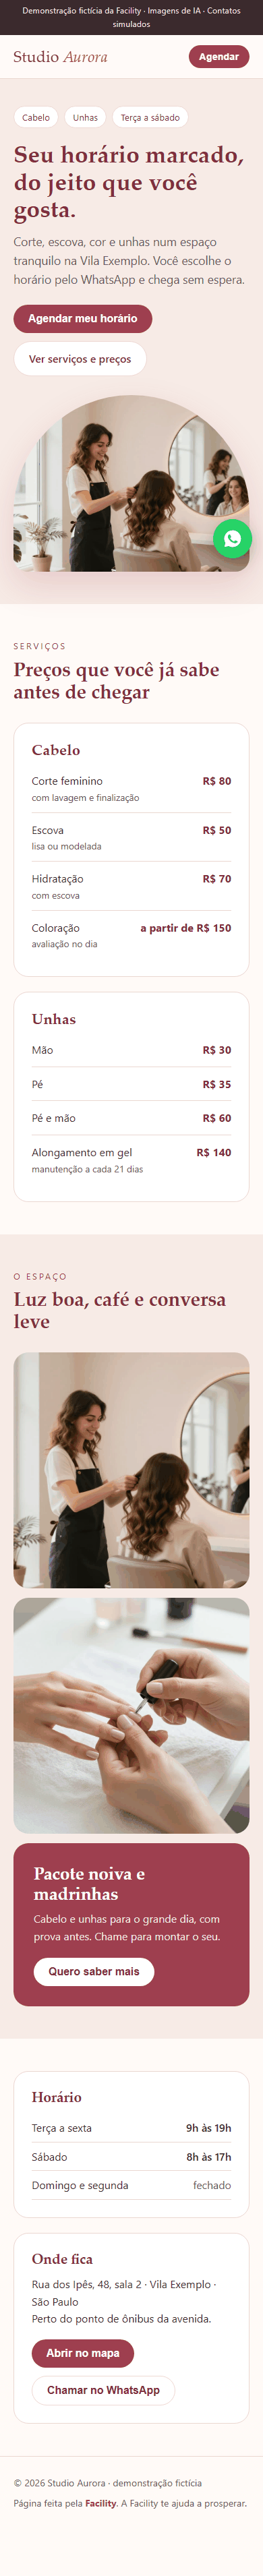 Demonstração fictícia da Facility · Imagens de IA · Contatos
simulados
Studio Aurora
Agendar
Cabelo
Unhas
Terça a sábado
Seu horário marcado,
do jeito que você
gosta.
Corte, escova, cor e unhas num espaço
tranquilo na Vila Exemplo. Você escolhe o
horário pelo WhatsApp e chega sem espera.
Agendar meu horário
Ver serviços e preços
SERVIÇOS
Preços que você já sabe
antes de chegar
Cabelo
Corte feminino R$ 80
com lavagem e finalização
Escova R$ 50
lisa ou modelada
Hidratação R$ 70
com escova
Coloração a partir de R$ 150
avaliação no dia
Unhas
Mão R$ 30
Pé R$ 35
Pé e mão R$ 60
Alongamento em gel R$ 140
manutenção a cada 21 dias
O ESPAÇO
Luz boa, café e conversa
leve
Pacote noiva e
madrinhas
Cabelo e unhas para o grande dia, com
prova antes. Chame para montar o seu.
Quero saber mais
Horário
Terça a sexta 9h às 19h
Sábado 8h às 17h
Domingo e segunda fechado
Onde fica
Rua dos Ipês, 48, sala 2 · Vila Exemplo ·
São Paulo
Perto do ponto de ônibus da avenida.
Abrir no mapa
Chamar no WhatsApp
© 2026 Studio Aurora · demonstração fictícia
Página feita pela Facility. A Facility te ajuda a prosperar.